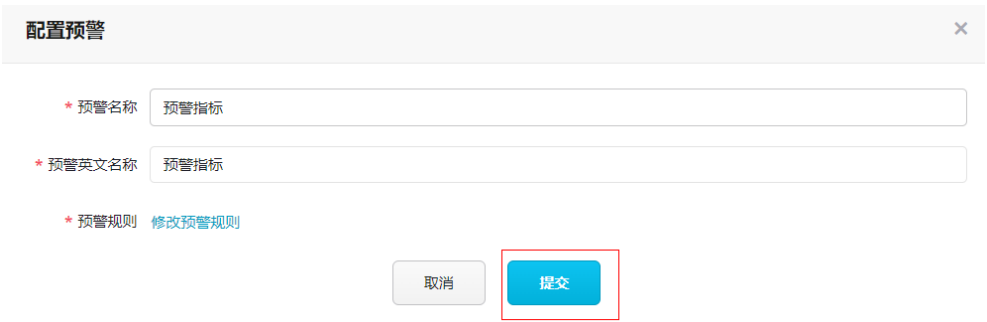 配置预警
×
* 预警名称 预警指标
* 预警英文名称 预警指标
* 预警规则 修改预警规则
取消 提交